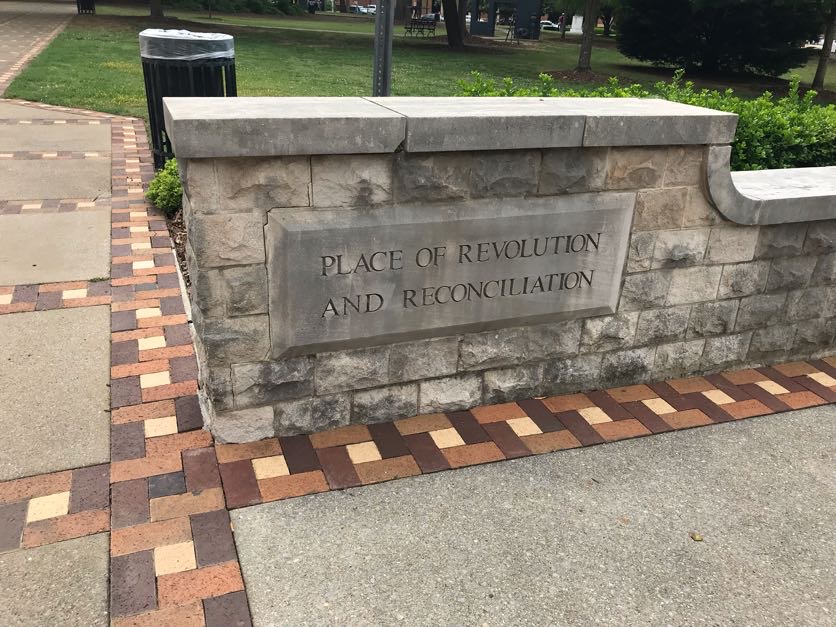 PLACE OF REVOLUTION
AND RECONCILIATION